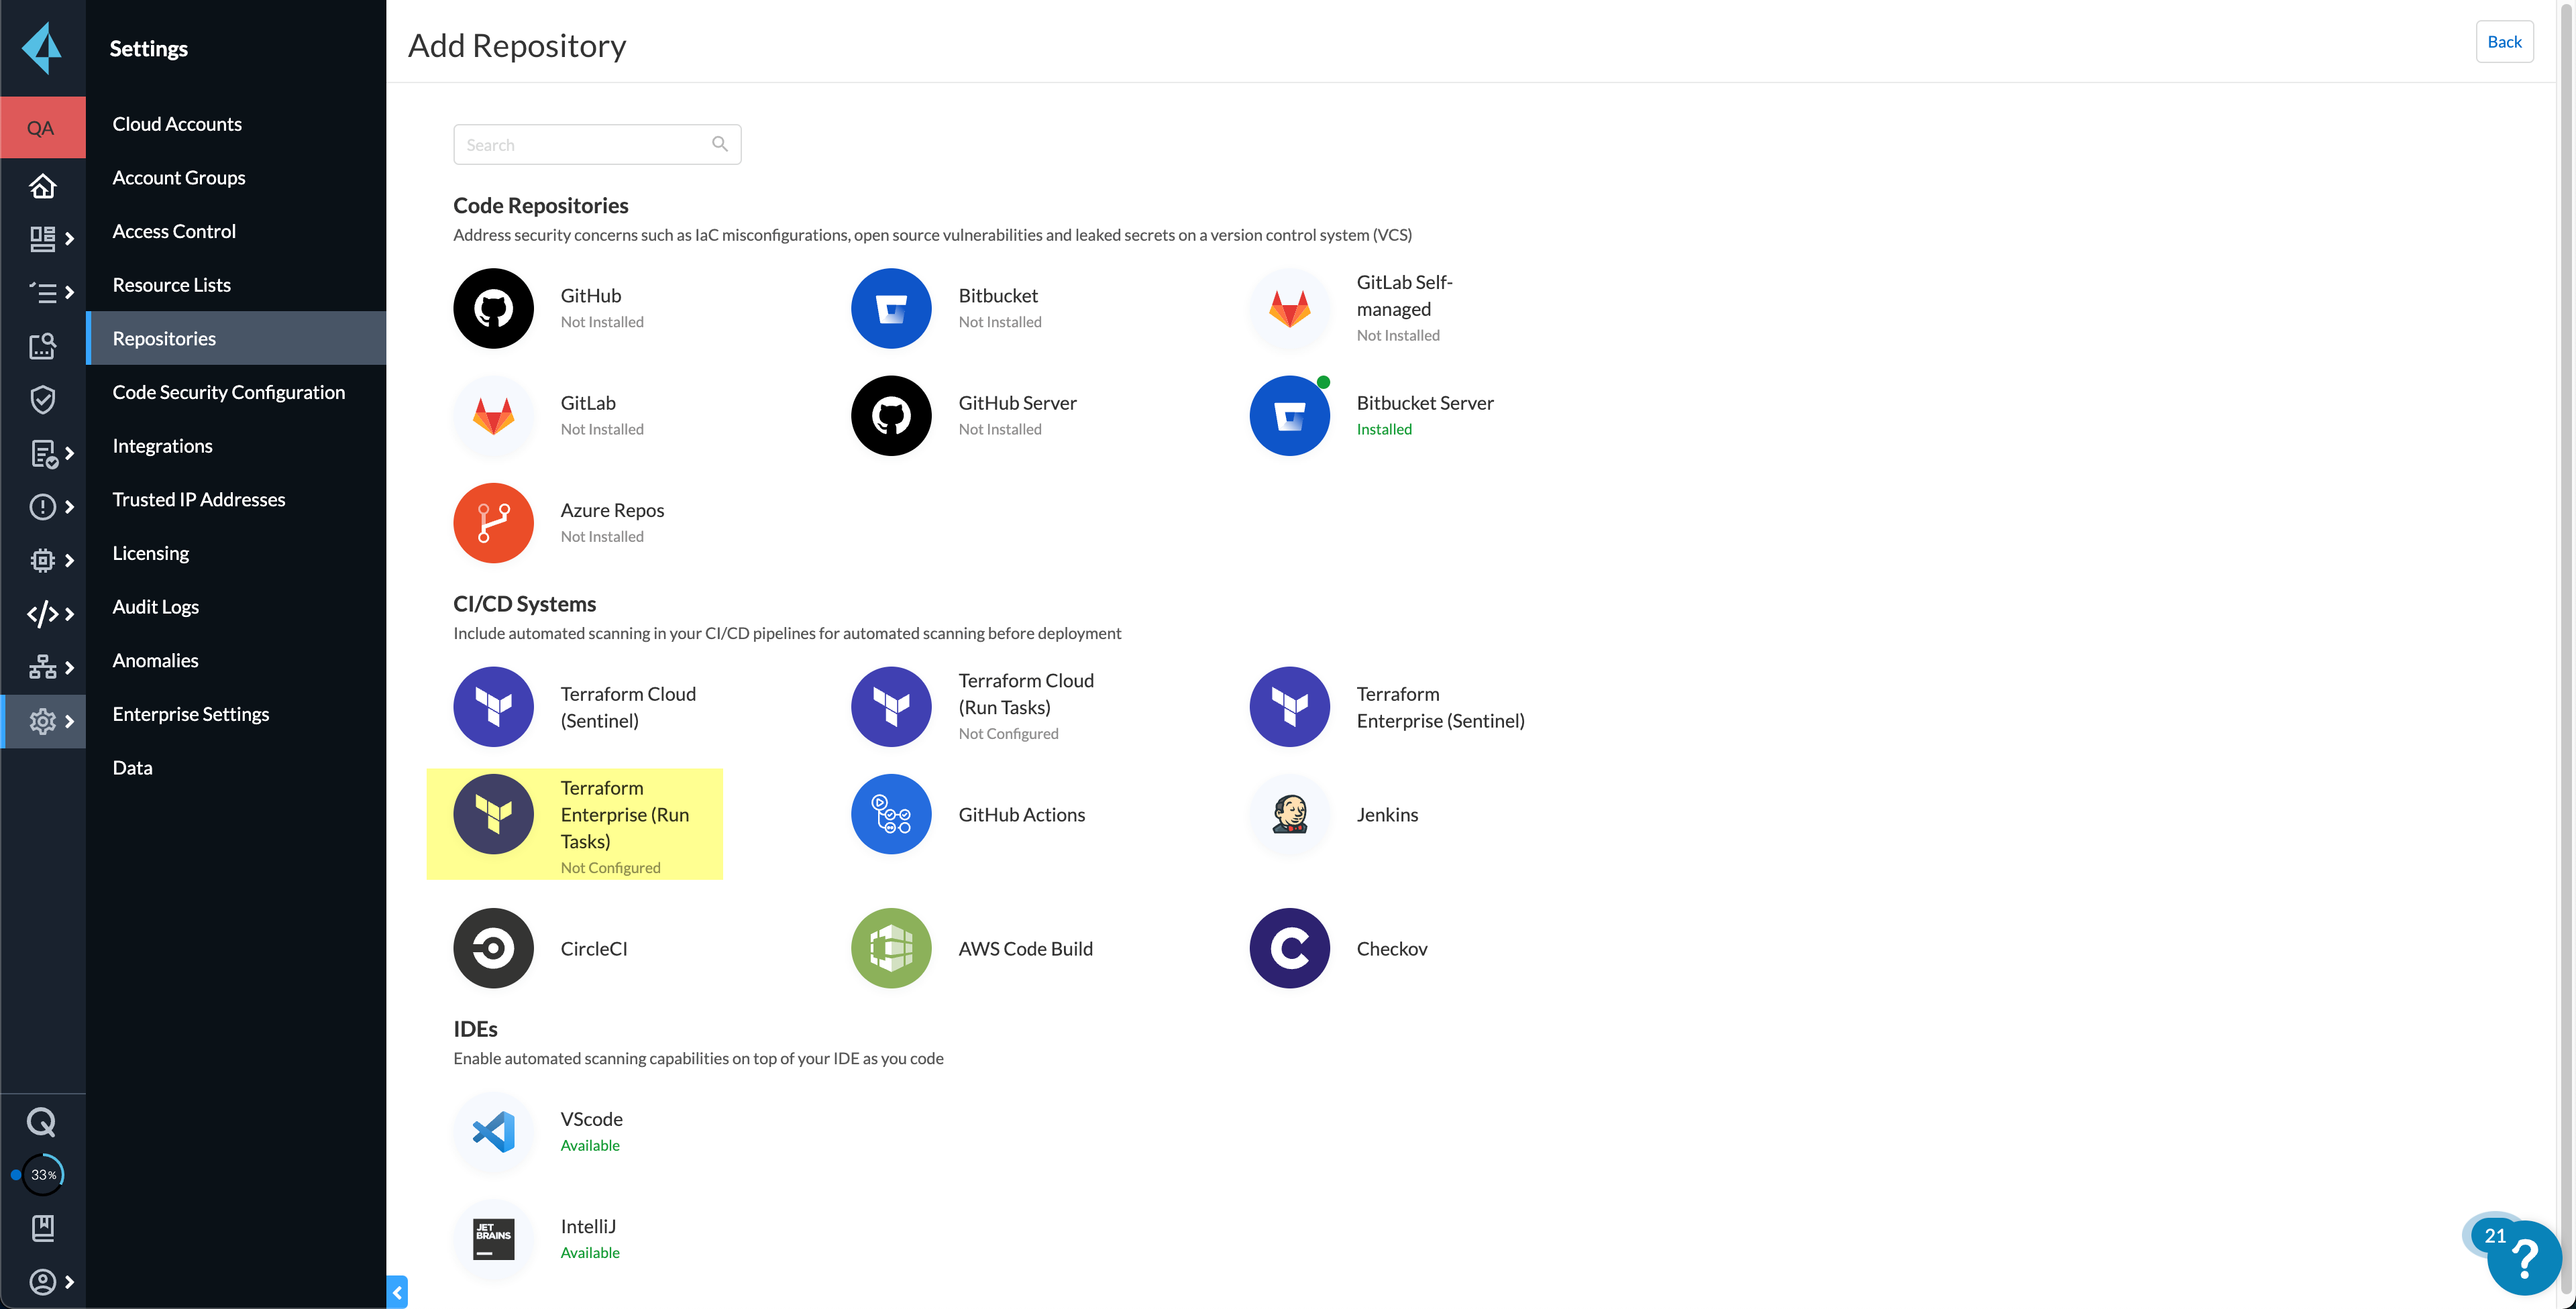 Settings
QA
Cloud Accounts
Account Groups
Access Control
Resource Lists
Repositories
Code Security Configuration
Integrations
Trusted IP Addresses
Licensing
Audit Logs
Anomalies
Enterprise Settings
Data
33%
Add Repository
Back
Search
Code Repositories
Address security concerns such as IaC misconfigurations, open source vulnerabilities and leaked secrets on a version control system (VCS)
GitHub
Not Installed
Bitbucket
Not Installed
GitLab Self-
managed
Not Installed
GitLab
Not Installed
GitHub Server
Not Installed
Bitbucket Server
Installed
Azure Repos
Not Installed
CI/CD Systems
Include automated scanning in your CI/CD pipelines for automated scanning before deployment
Terraform Cloud
(Sentinel)
Terraform Cloud
(Run Tasks)
Not Configured
Terraform
Enterprise (Sentinel)
Terraform
Enterprise (Run
Tasks)
Not Configured
GitHub Actions
Jenkins
CircleCI
AWS Code Build
Checkov
IDEs
Enable automated scanning capabilities on top of your IDE as you code
VScode
Available
JET
BRAINS
IntelliJ
Available
21
?